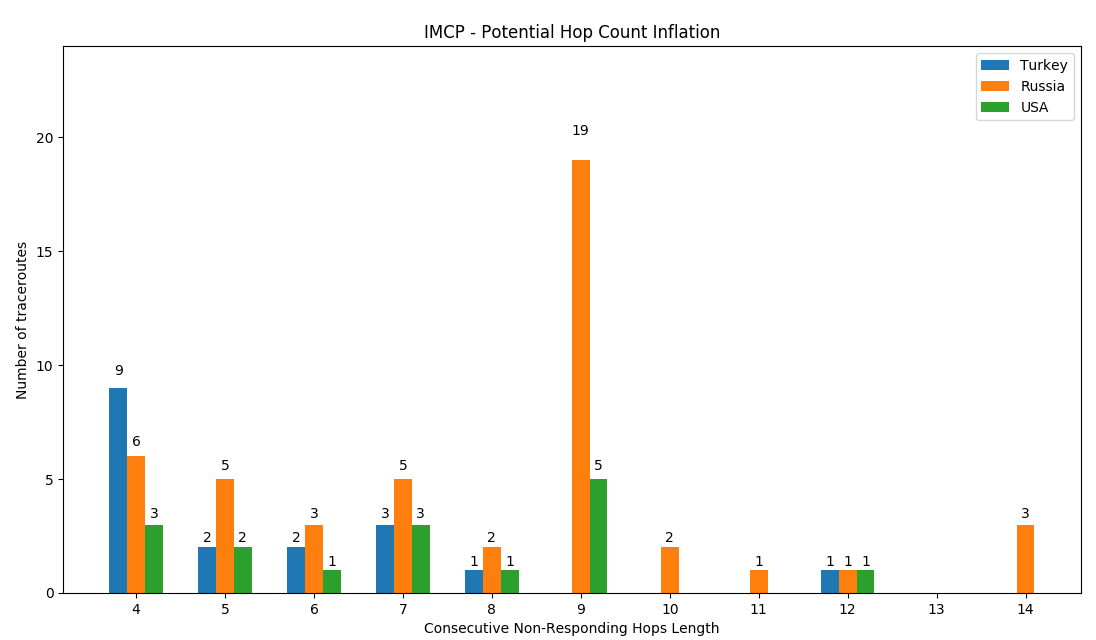 IMCP - Potential Hop Count Inflation
Turkey
Russia
USA
Number of traceroutes
20
15
10
5
0
9 6 3
2 5 2
2 3 1
3 5 3
1 2 1
19 5
2
1
1 1 1
3
4 5 6 7 8 9 10 11 12 13 14
Consecutive Non-Responding Hops Length